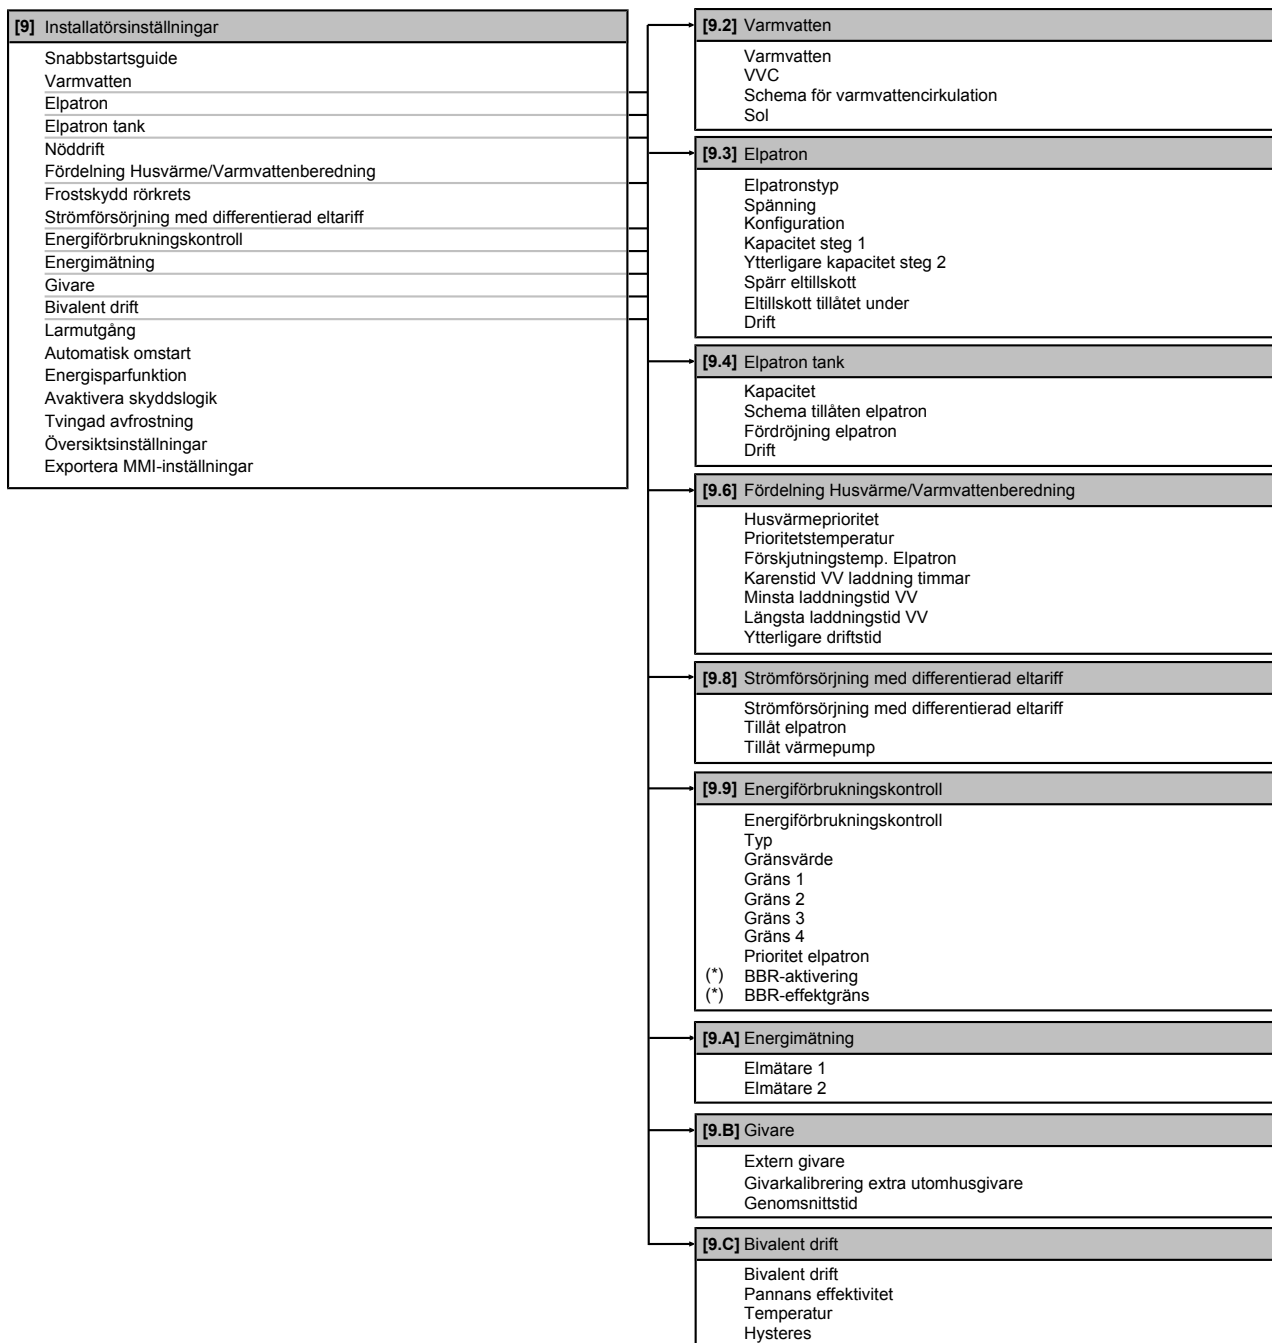 [9] Installatörsinställningar
Snabbstartsguide
Varmvatten
Elpatron
Elpatron tank
Nöddrift
Fördelning Husvärme/Varmvattenberedning
Frostskydd rörkrets
Strömförsörjning med differentierad eltariff
Energiförbrukningskontroll
Energimätning
Givare
Bivalent drift
Larmutgång
Automatisk omstart
Energisparfunktion
Avaktivera skyddslogik
Tvingad avfrostning
Översiktsinställningar
Exportera MMI-inställningar
[9.2] Varmvatten
Varmvatten
VVC
Schema för varmvattencirkulation
Sol
[9.3] Elpatron
Elpatronstyp
Spänning
Konfiguration
Kapacitet steg 1
Ytterligare kapacitet steg 2
Spärr eltillskott
Eltillskott tillåtet under
Drift
[9.4] Elpatron tank
Kapacitet
Schema tillåten elpatron
Fördröjning elpatron
Drift
[9.6] Fördelning Husvärme/Varmvattenberedning
Husvärmeprioritet
Prioritetstemperatur
Förskjutningstemp. Elpatron
Karenstid VV laddning timmar
Minsta laddningstid VV
Längsta laddningstid VV
Ytterligare driftstid
[9.8] Strömförsörjning med differentierad eltariff
Strömförsörjning med differentierad eltariff
Tillåt elpatron
Tillåt värmepump
[9.9] Energiförbrukningskontroll
Energiförbrukningskontroll
Typ
Gränsvärde
Gräns 1
Gräns 2
Gräns 3
Gräns 4
Prioritet elpatron
(*) BBR-aktivering
(*) BBR-effektgräns
[9.A] Energimätning
Elmätare 1
Elmätare 2
[9.B] Givare
Extern givare
Givarkalibrering extra utomhusgivare
Genomsnittstid
[9.C] Bivalent drift
Bivalent drift
Pannans effektivitet
Temperatur
Hysteres